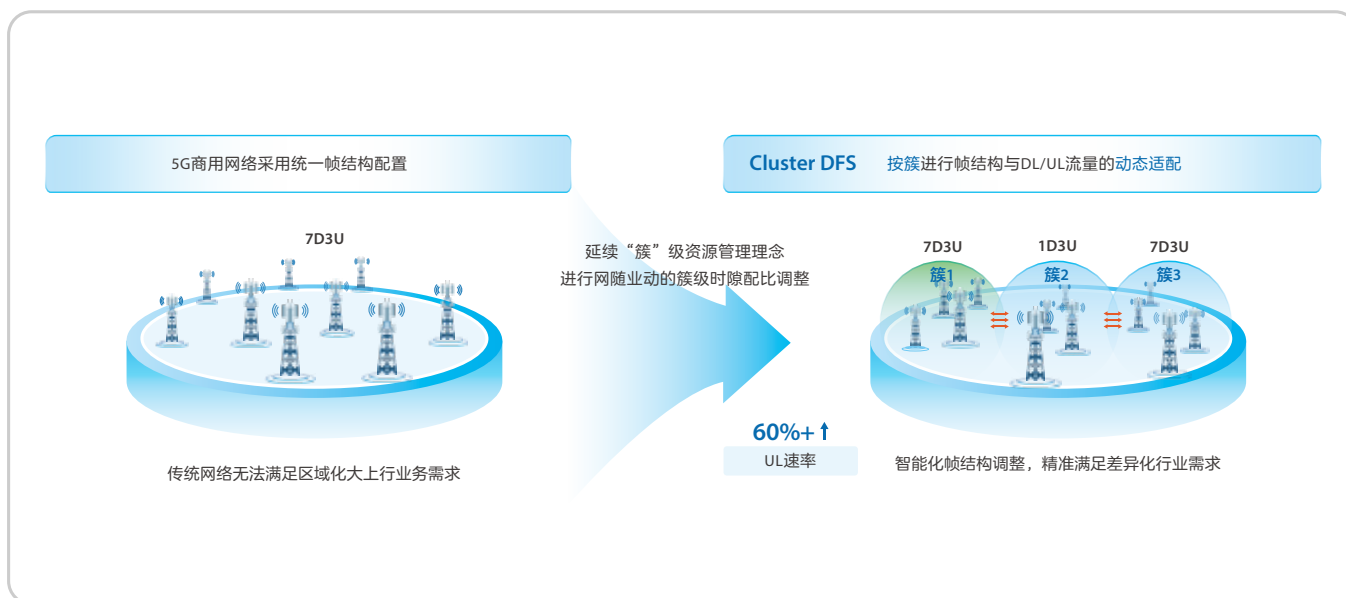 5G商用网络采用统一帧结构配置
7D3U
传统网络无法满足区域化大上行业务需求
延续“簇”级资源管理理念
进行网随业动的簇级时隙配比调整
60%+
UL速率
Cluster DFS 按簇进行帧结构与DL/UL流量的动态适配
7D3U 1D3U 7D3U
簇1 簇2 簇3
智能化帧结构调整，精准满足差异化行业需求